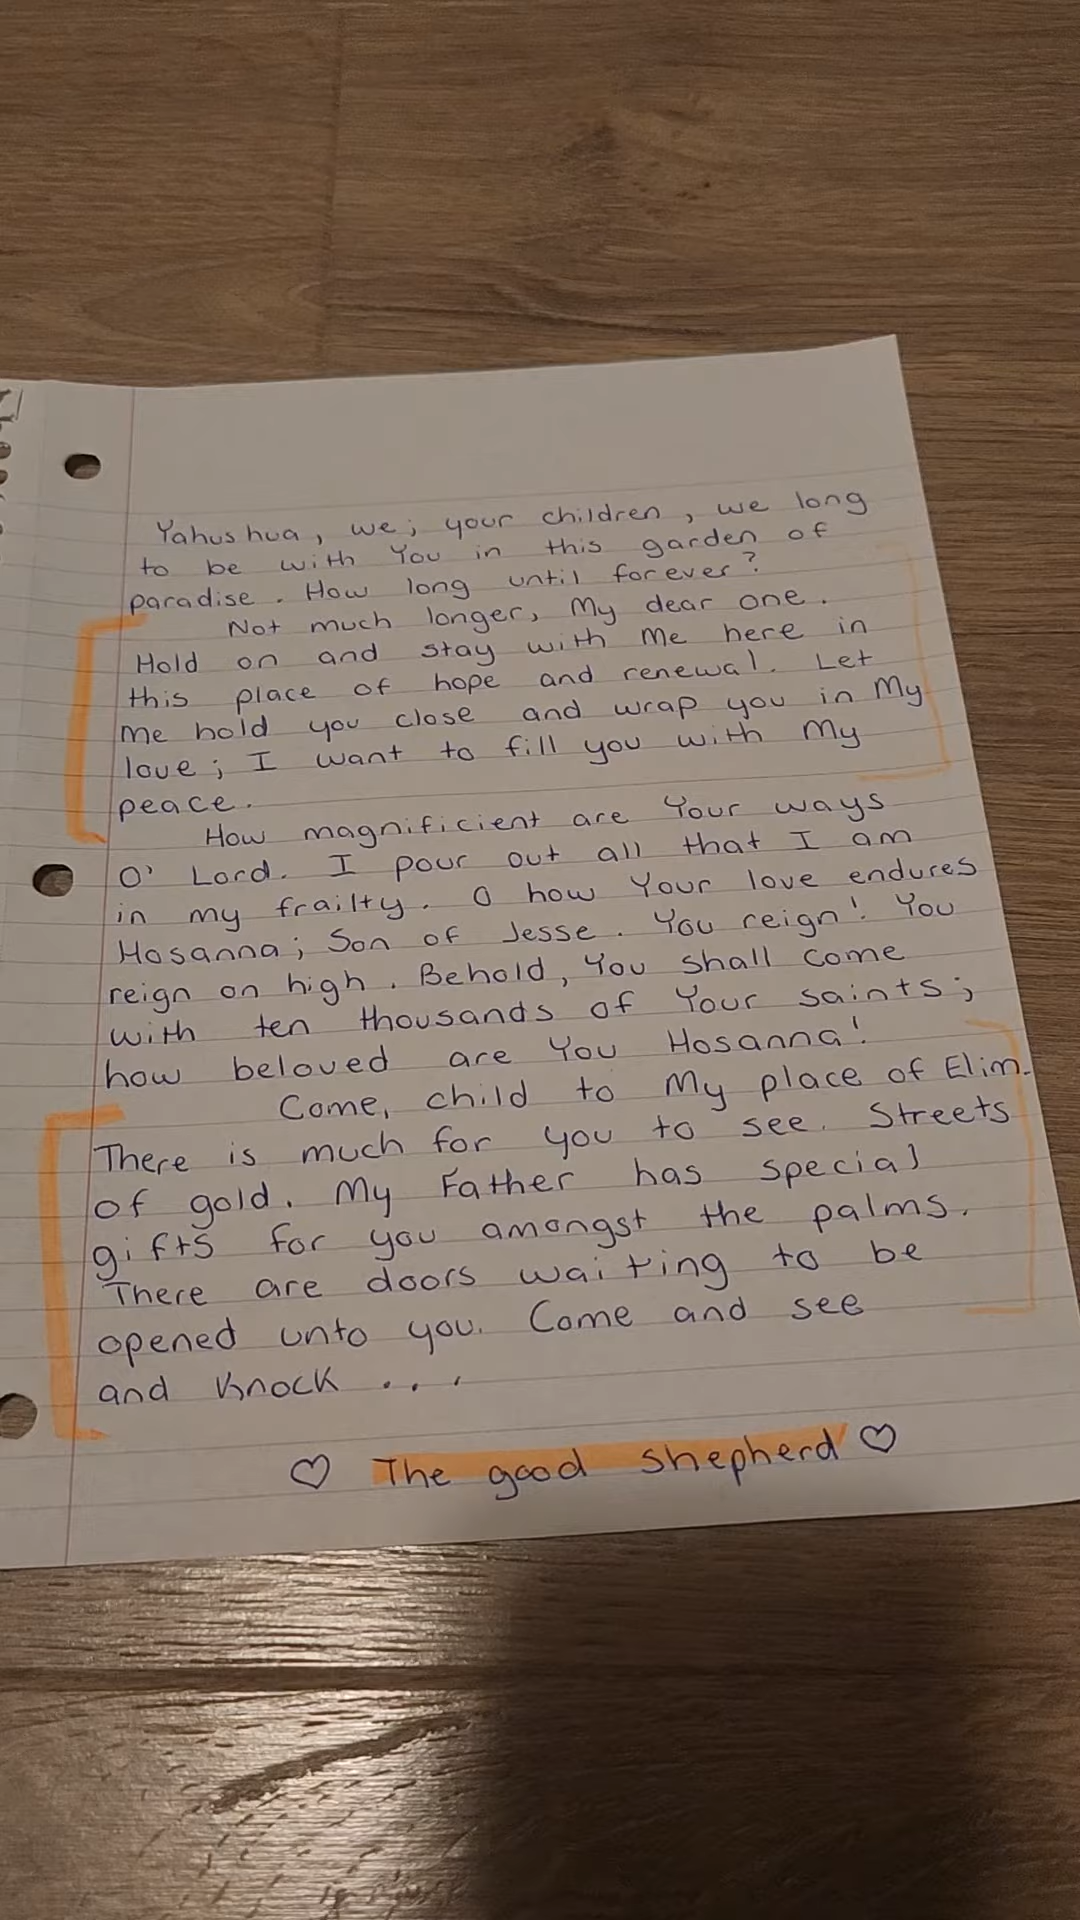 Yahushua, we; your children, we long
to be with You in this garden of
paradise. How long until forever?
Not much longer, My dear one.
Hold on and stay with Me here in
this place of hope and renewal. Let
me hold you close and wrap you in My
love; I want to fill you with My
peace.
How magnificient are Your ways
O' Lord. I pour out all that I am
in my frailty. O how Your love endures
Hosanna; Son of Jesse. You reign! You
reign on high. Behold, You shall come
with ten thousands of Your saints;
how beloved are You Hosanna!
Come, child to My place of Elim.
There is much for you to see. Streets
of gold. My Father has special
gifts for you amongst the palms.
There are doors waiting to be
opened unto you. Come and see
and knock ...
♡ The good shepherd ♡